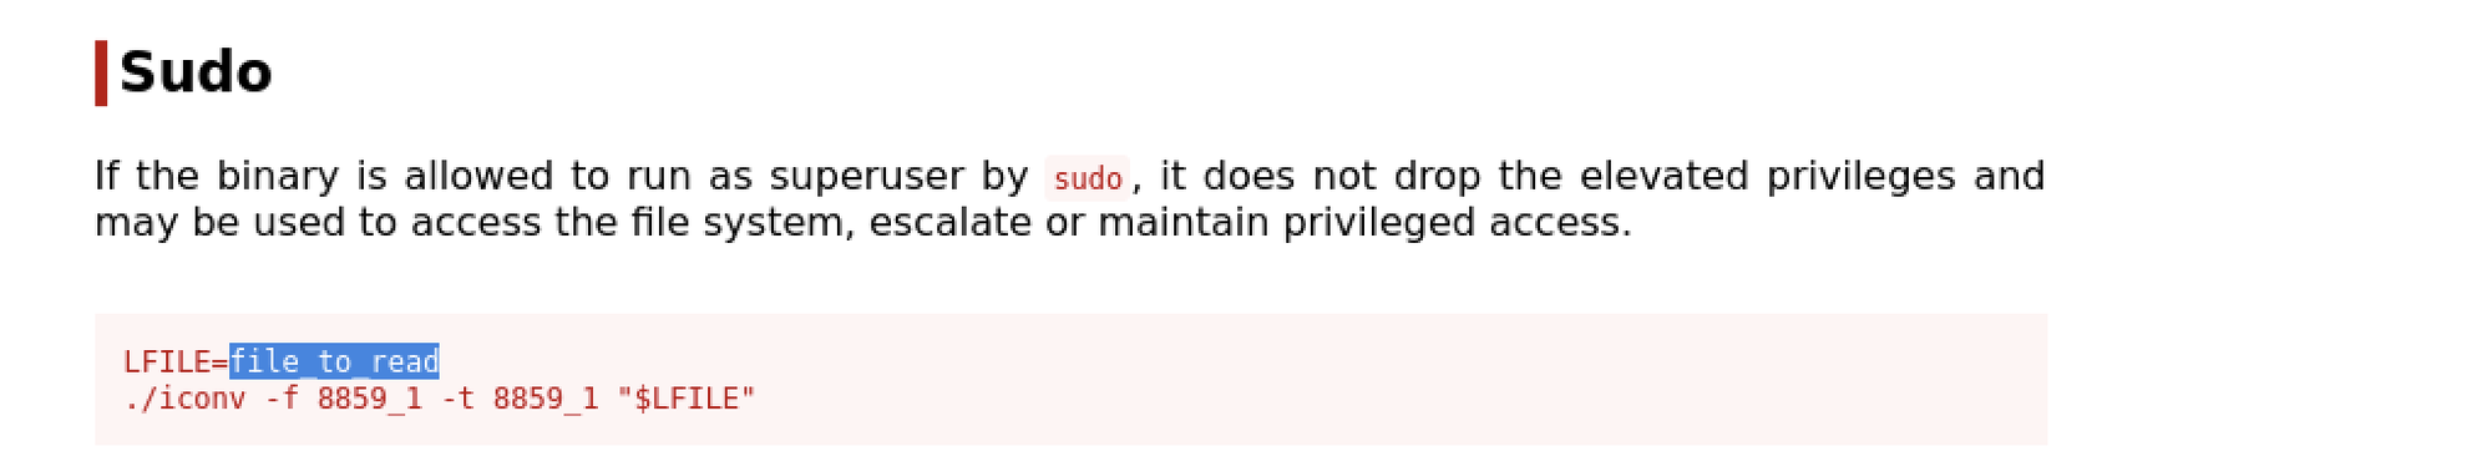 Sudo
If the binary is allowed to run as superuser by sudo, it does not drop the elevated privileges and
may be used to access the file system, escalate or maintain privileged access.
LFILE=file_to_read
./iconv -f 8859_1 -t 8859_1 "$LFILE"